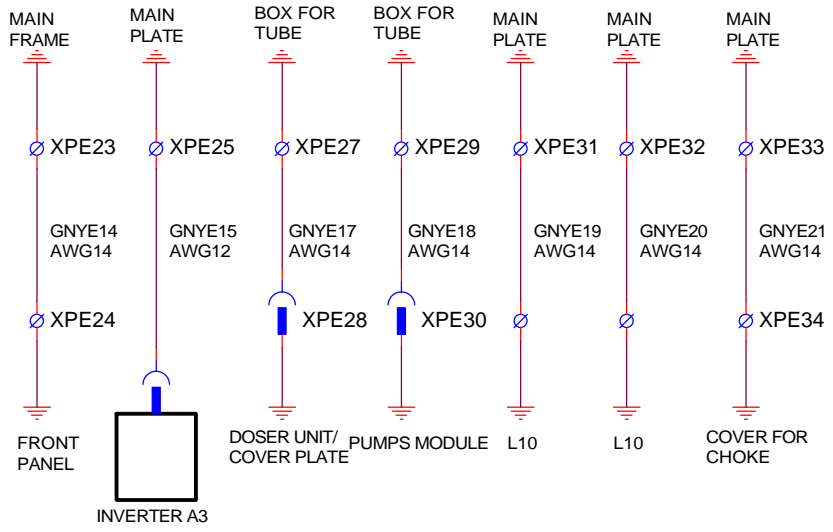 MAIN
FRAME
MAIN
PLATE
BOX FOR
TUBE
BOX FOR
TUBE
MAIN
PLATE
MAIN
PLATE
MAIN
PLATE
XPE23
XPE25
XPE27
XPE29
XPE31
XPE32
XPE33
GNYE14
AWG14
GNYE15
AWG12
GNYE17
AWG14
GNYE18
AWG14
GNYE19
AWG14
GNYE20
AWG14
GNYE21
AWG14
XPE24
XPE28
XPE30
XPE34
FRONT
PANEL
INVERTER A3
DOSER UNIT/
COVER PLATE
PUMPS MODULE
L10
L10
COVER FOR
CHOKE